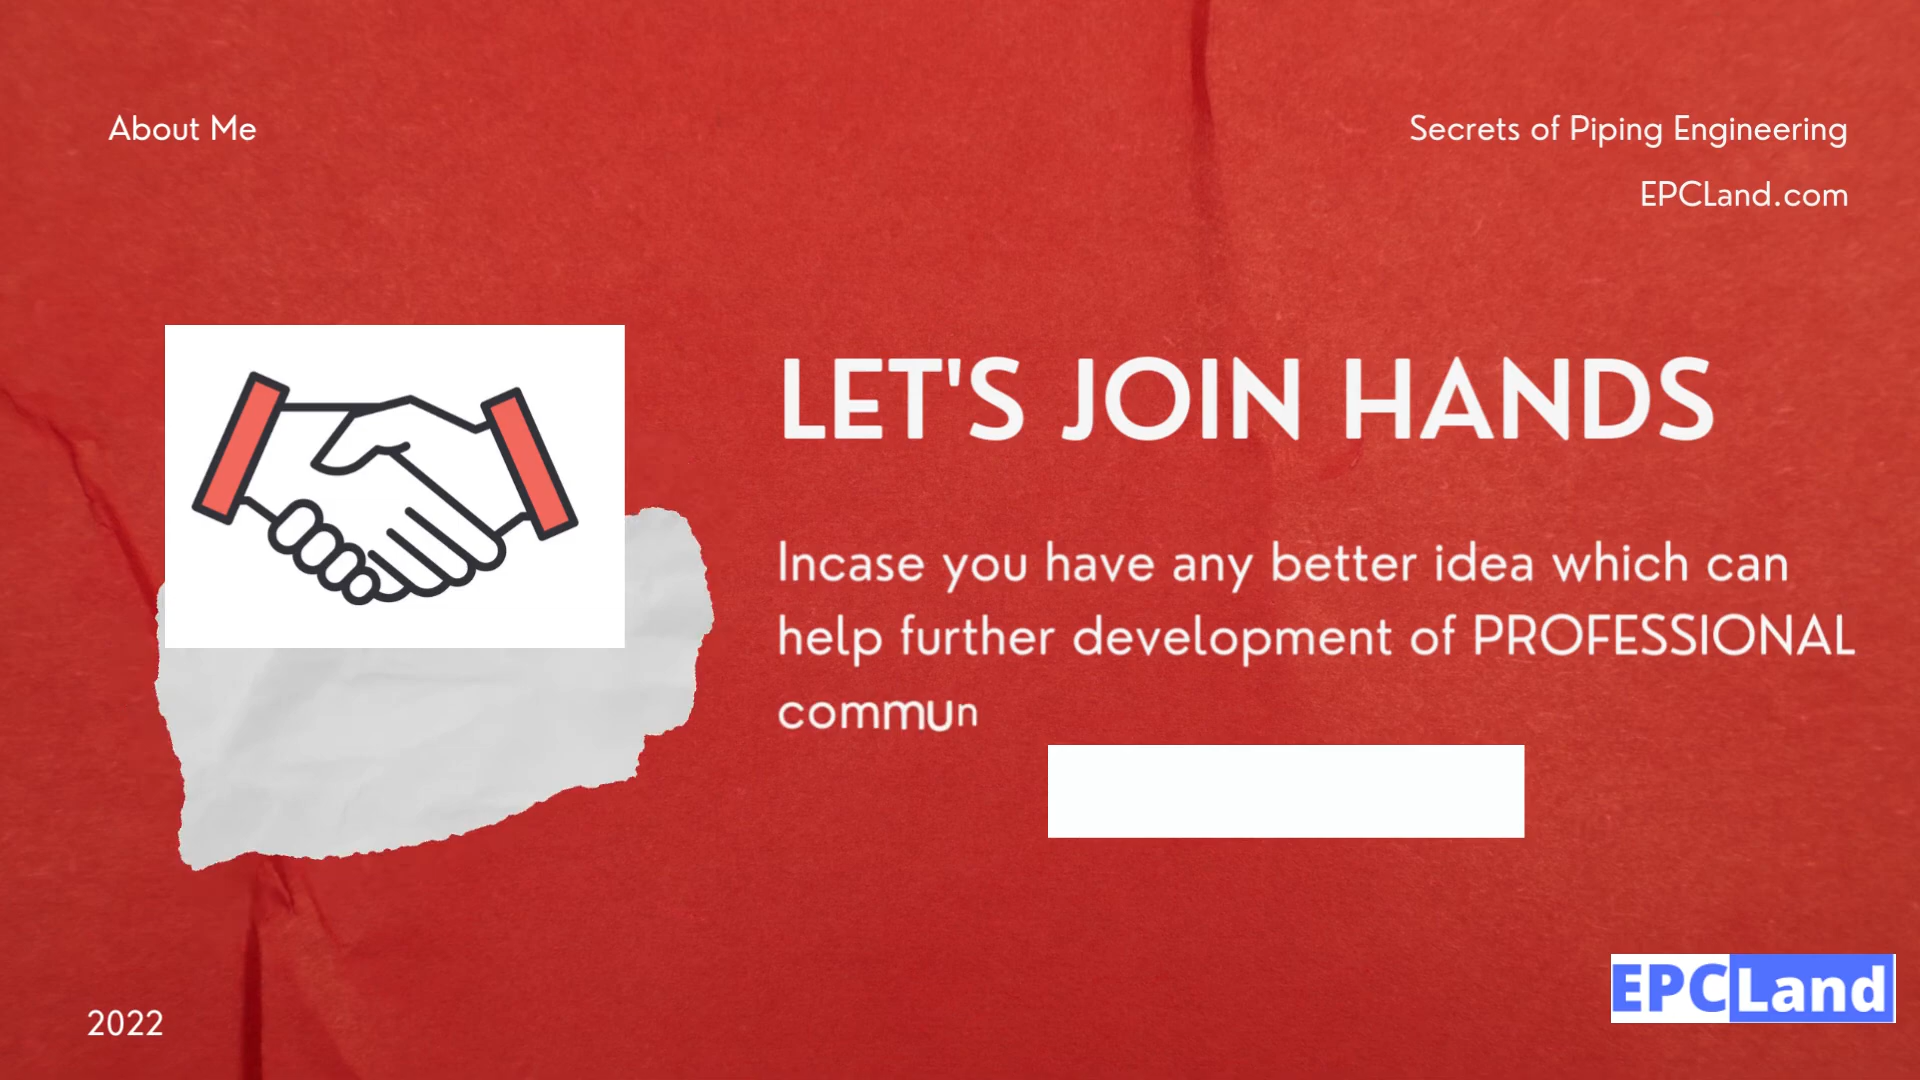 About Me
Secrets of Piping Engineering
EPCLand.com
LET'S JOIN HANDS
Incase you have any better idea which can
help further development of PROFESSIONAL
commun
EPCLand
2022